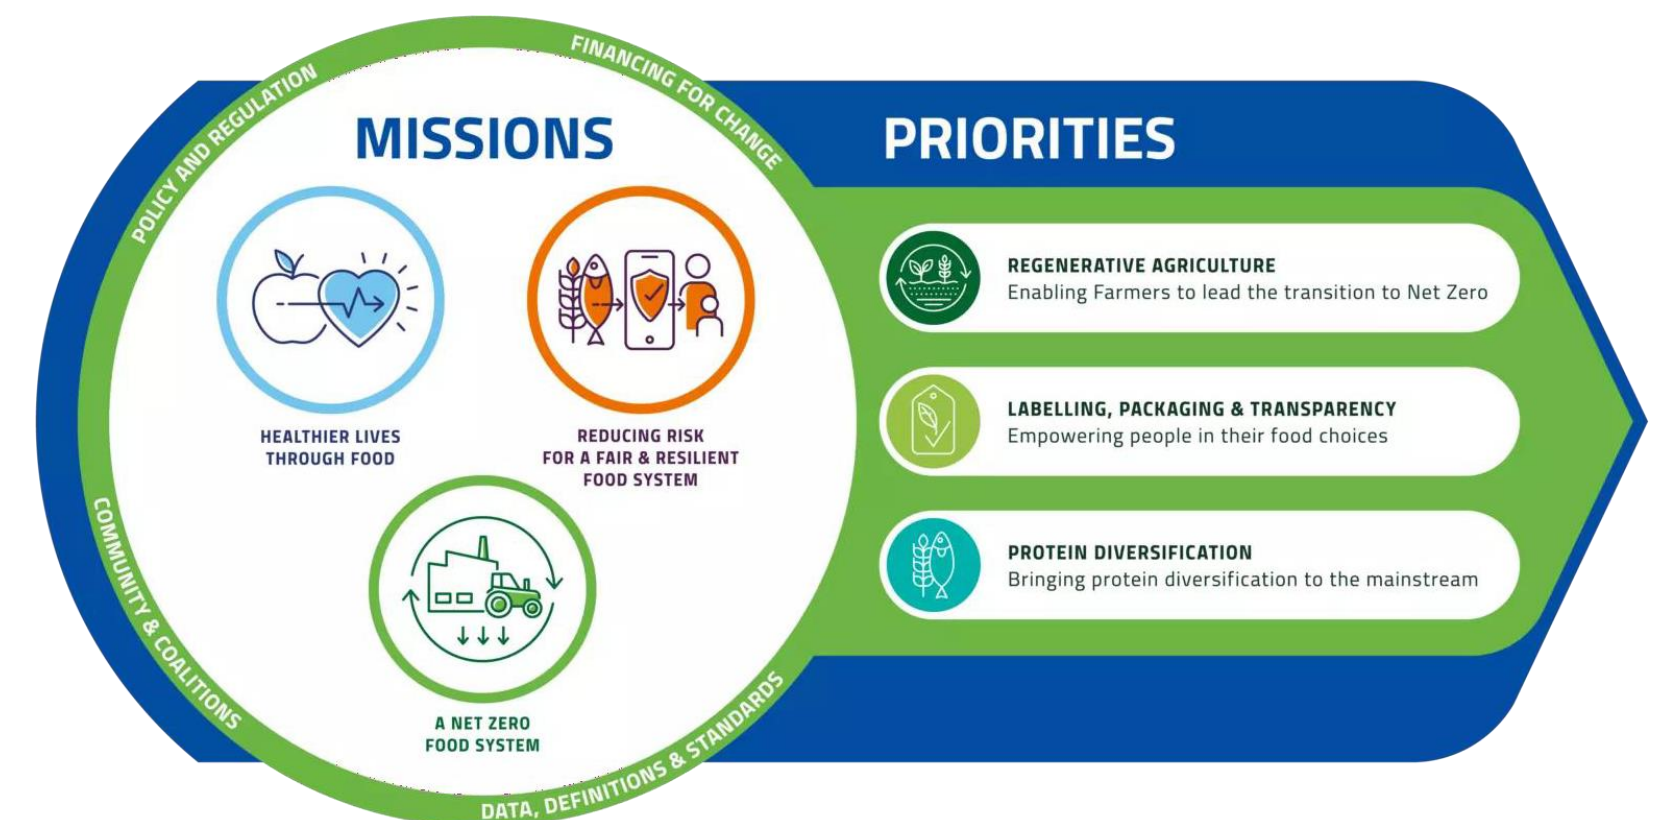 POLICY AND REGULATION
FINANCING FOR CHANGE
COMMUNITY & COALITIONS
DATA, DEFINITIONS & STANDARDS
MISSIONS
HEALTHIER LIVES
THROUGH FOOD
REDUCING RISK
FOR A FAIR & RESILIENT
FOOD SYSTEM
A NET ZERO
FOOD SYSTEM
PRIORITIES
REGENERATIVE AGRICULTURE
Enabling Farmers to lead the transition to Net Zero
LABELLING, PACKAGING & TRANSPARENCY
Empowering people in their food choices
PROTEIN DIVERSIFICATION
Bringing protein diversification to the mainstream